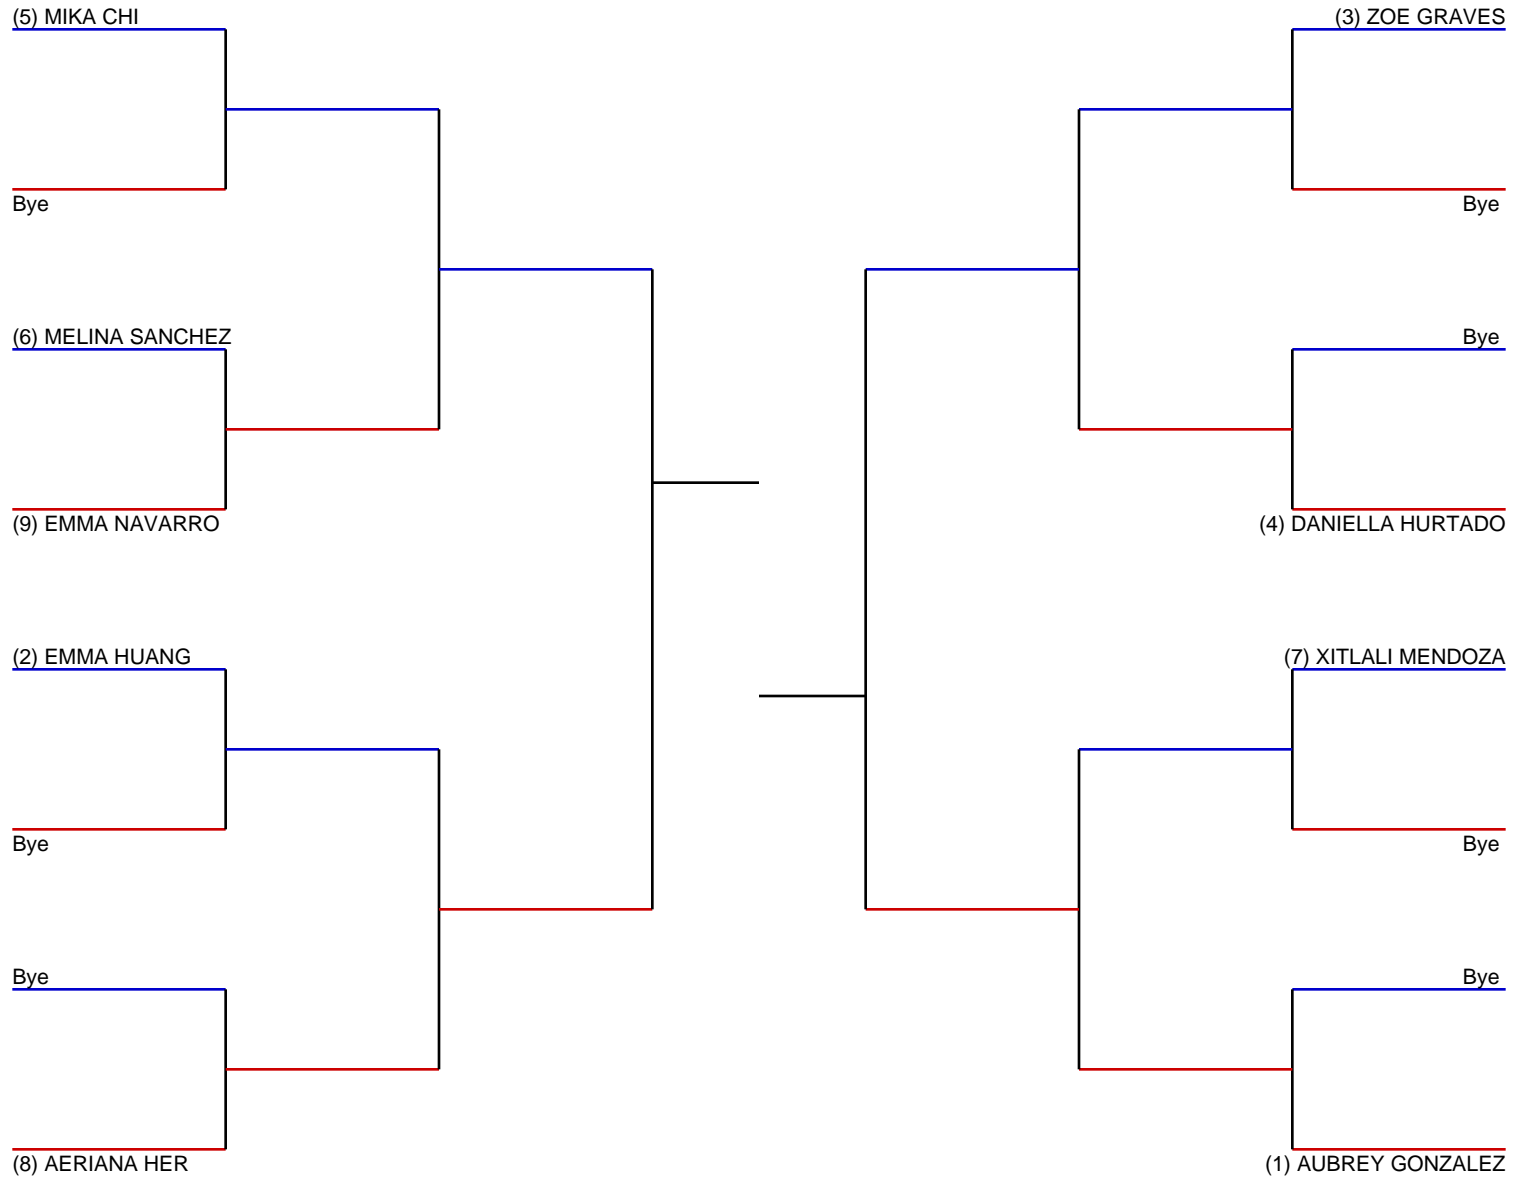 (5) MIKA CHI
Bye
(6) MELINA SANCHEZ
(9) EMMA NAVARRO
(2) EMMA HUANG
Bye
Bye
(8) AERIANA HER
(3) ZOE GRAVES
Bye
Bye
(4) DANIELLA HURTADO
(7) XITLALI MENDOZA
Bye
Bye
(1) AUBREY GONZALEZ